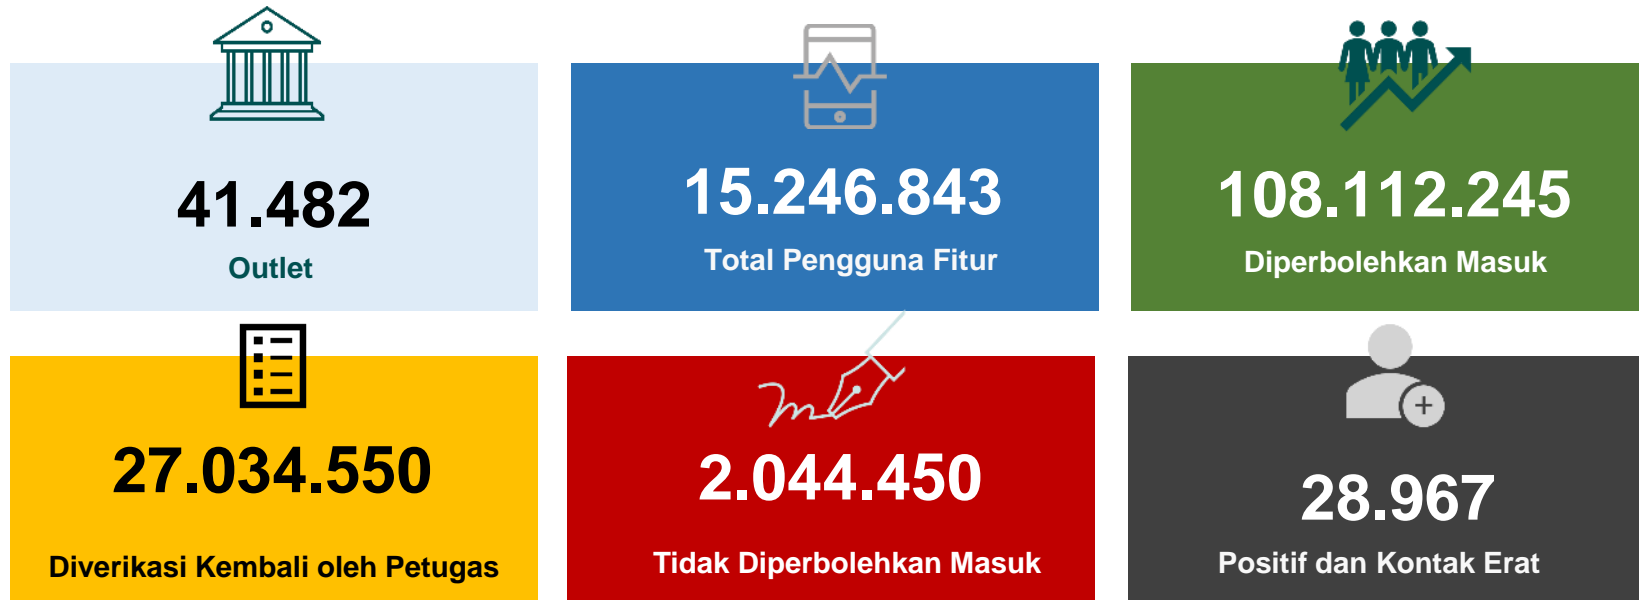 41.482
Outlet
15.246.843
Total Pengguna Fitur
108.112.245
Diperbolehkan Masuk
27.034.550
Diverikasi Kembali oleh Petugas
2.044.450
Tidak Diperbolehkan Masuk
28.967
Positif dan Kontak Erat